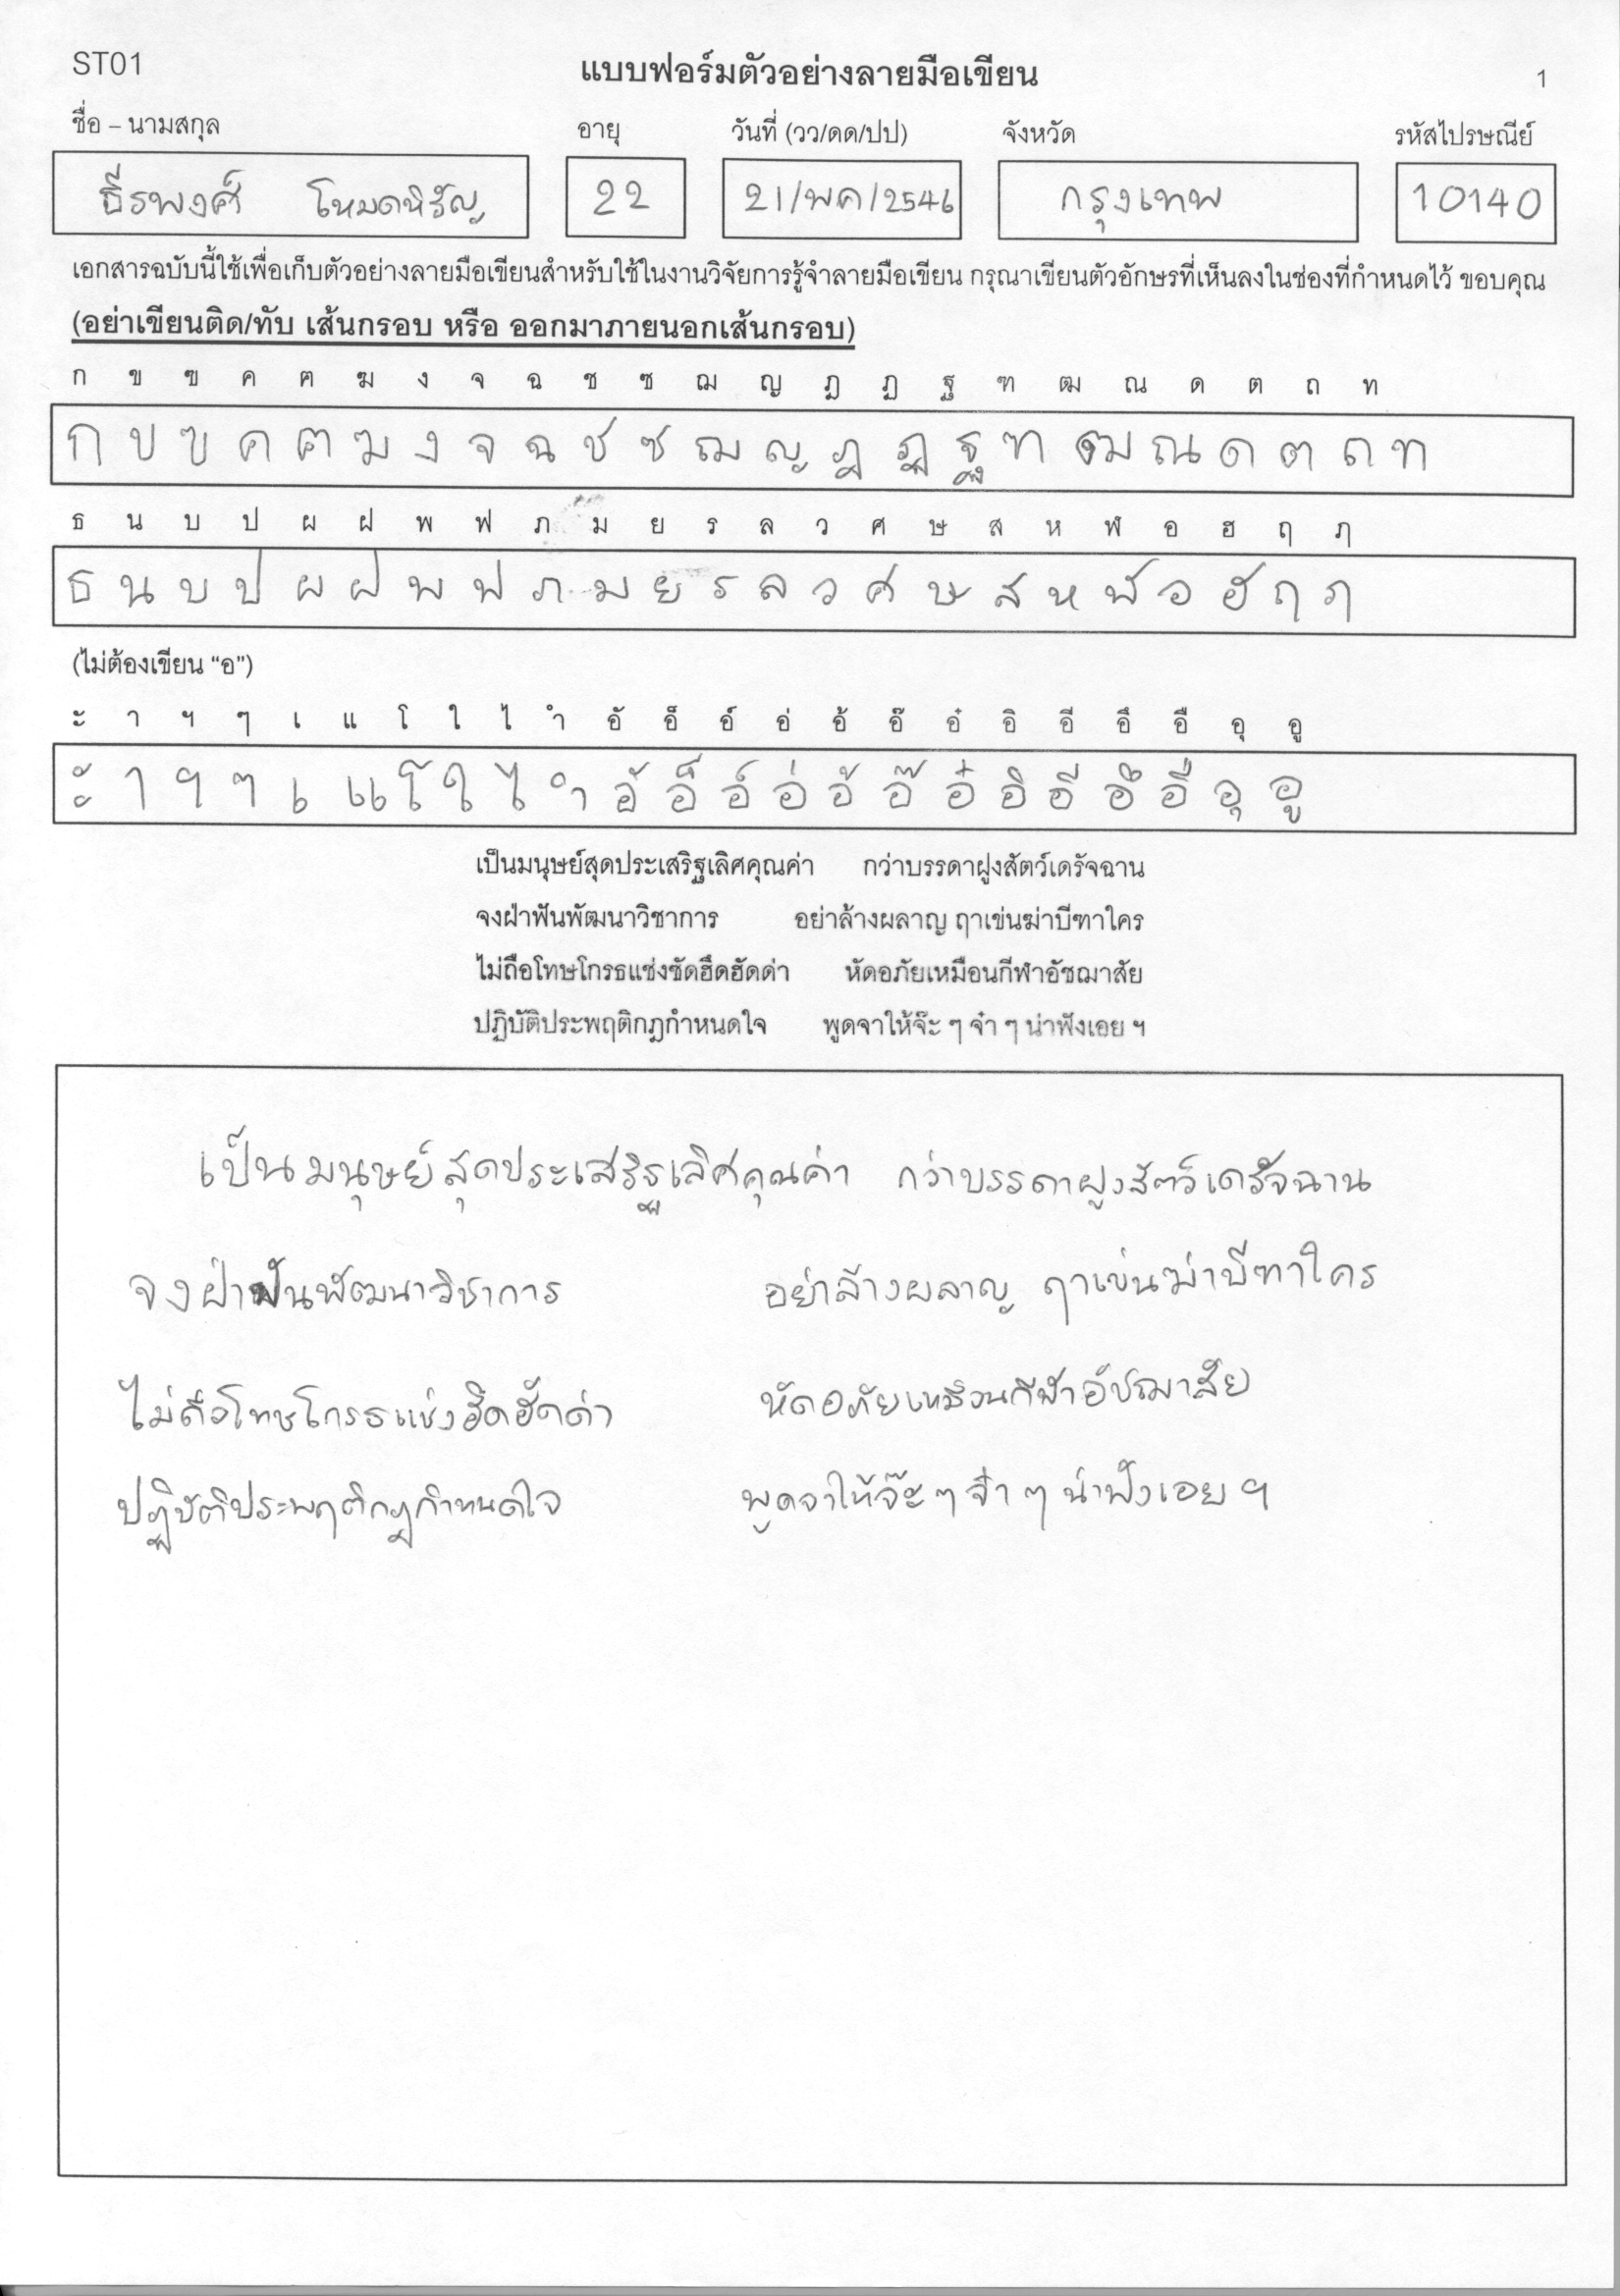 ST01 แบบฟอร์มตัวอย่างลายมือเขียน 1
ชื่อ – นามสกุล อายุ วันที่ (วว/ดด/ปป) จังหวัด รหัสไปรษณีย์
ธีรพงศ์ โหมดหิรัญ 22 21/พค/2546 กรุงเทพ 10140
เอกสารฉบับนี้ใช้เพื่อเก็บตัวอย่างลายมือเขียนสำหรับใช้ในงานวิจัยการรู้จำลายมือเขียน กรุณาเขียนตัวอักษรที่เห็นลงในช่องที่กำหนดไว้ ขอบคุณ
(อย่าเขียนติด/ทับ เส้นกรอบ หรือ ออกมาภายนอกเส้นกรอบ)
ก ข ฃ ค ฅ ฆ ง จ ฉ ช ซ ฌ ญ ฎ ฏ ฐ ฑ ฒ ณ ด ต ถ ท
ก ข ฃ ค ฅ ฆ ง จ ฉ ช ซ ฌ ญ ฎ ฏ ฐ ฑ ฒ ณ ด ต ถ ท
ธ น บ ป ผ ฝ พ ฟ ภ ม ย ร ล ว ศ ษ ส ห ฬ อ ฮ ฤ ฦ
ธ น บ ป ผ ฝ พ ฟ ภ ม ย ร ล ว ศ ษ ส ห ฬ อ ฮ ฤ ฦ
(ไม่ต้องเขียน “อ”)
ะ า ฯ ๆ เ แ โ ใ ไ ำ อั อ็ อ์ อ่ อ้ อ๊ อ๋ อิ อี อึ อื อุ อู
ะ า ฯ ๆ เ แ โ ใ ไ ำ อั อ็ อ์ อ่ อ้ อ๊ อ๋ อิ อี อึ อื อุ อู
เป็นมนุษย์สุดประเสริฐเลิศคุณค่า กว่าบรรดาฝูงสัตว์เดรัจฉาน
จงฝ่าฟันพัฒนาวิชาการ อย่าล้างผลาญ ฤาเข่นฆ่าบีฑาใคร
ไม่ถือโทษโกรธแช่งซัดฮึดฮัดด่า หัดอภัยเหมือนกีฬาอัชฌาสัย
ปฏิบัติประพฤติกฎกำหนดใจ พูดจาให้จ๊ะ ๆ จ๋า ๆ น่าฟังเอย ฯ
เป็นมนุษย์สุดประเสริฐเลิศคุณค่า กว่าบรรดาฝูงสัตว์เดรัจฉาน
จงฝ่าฟันพัฒนาวิชาการ อย่าล้างผลาญ ฤาเข่นฆ่าบีฑาใคร
ไม่ถือโทษโกรธแช่งฮึดฮัดด่า หัดอภัยเหมือนกีฬาอัชฌาสัย
ปฏิบัติประพฤติกฎกำหนดใจ พูดจาให้จ๊ะ ๆ จ๋า ๆ น่าฟังเอย ฯ